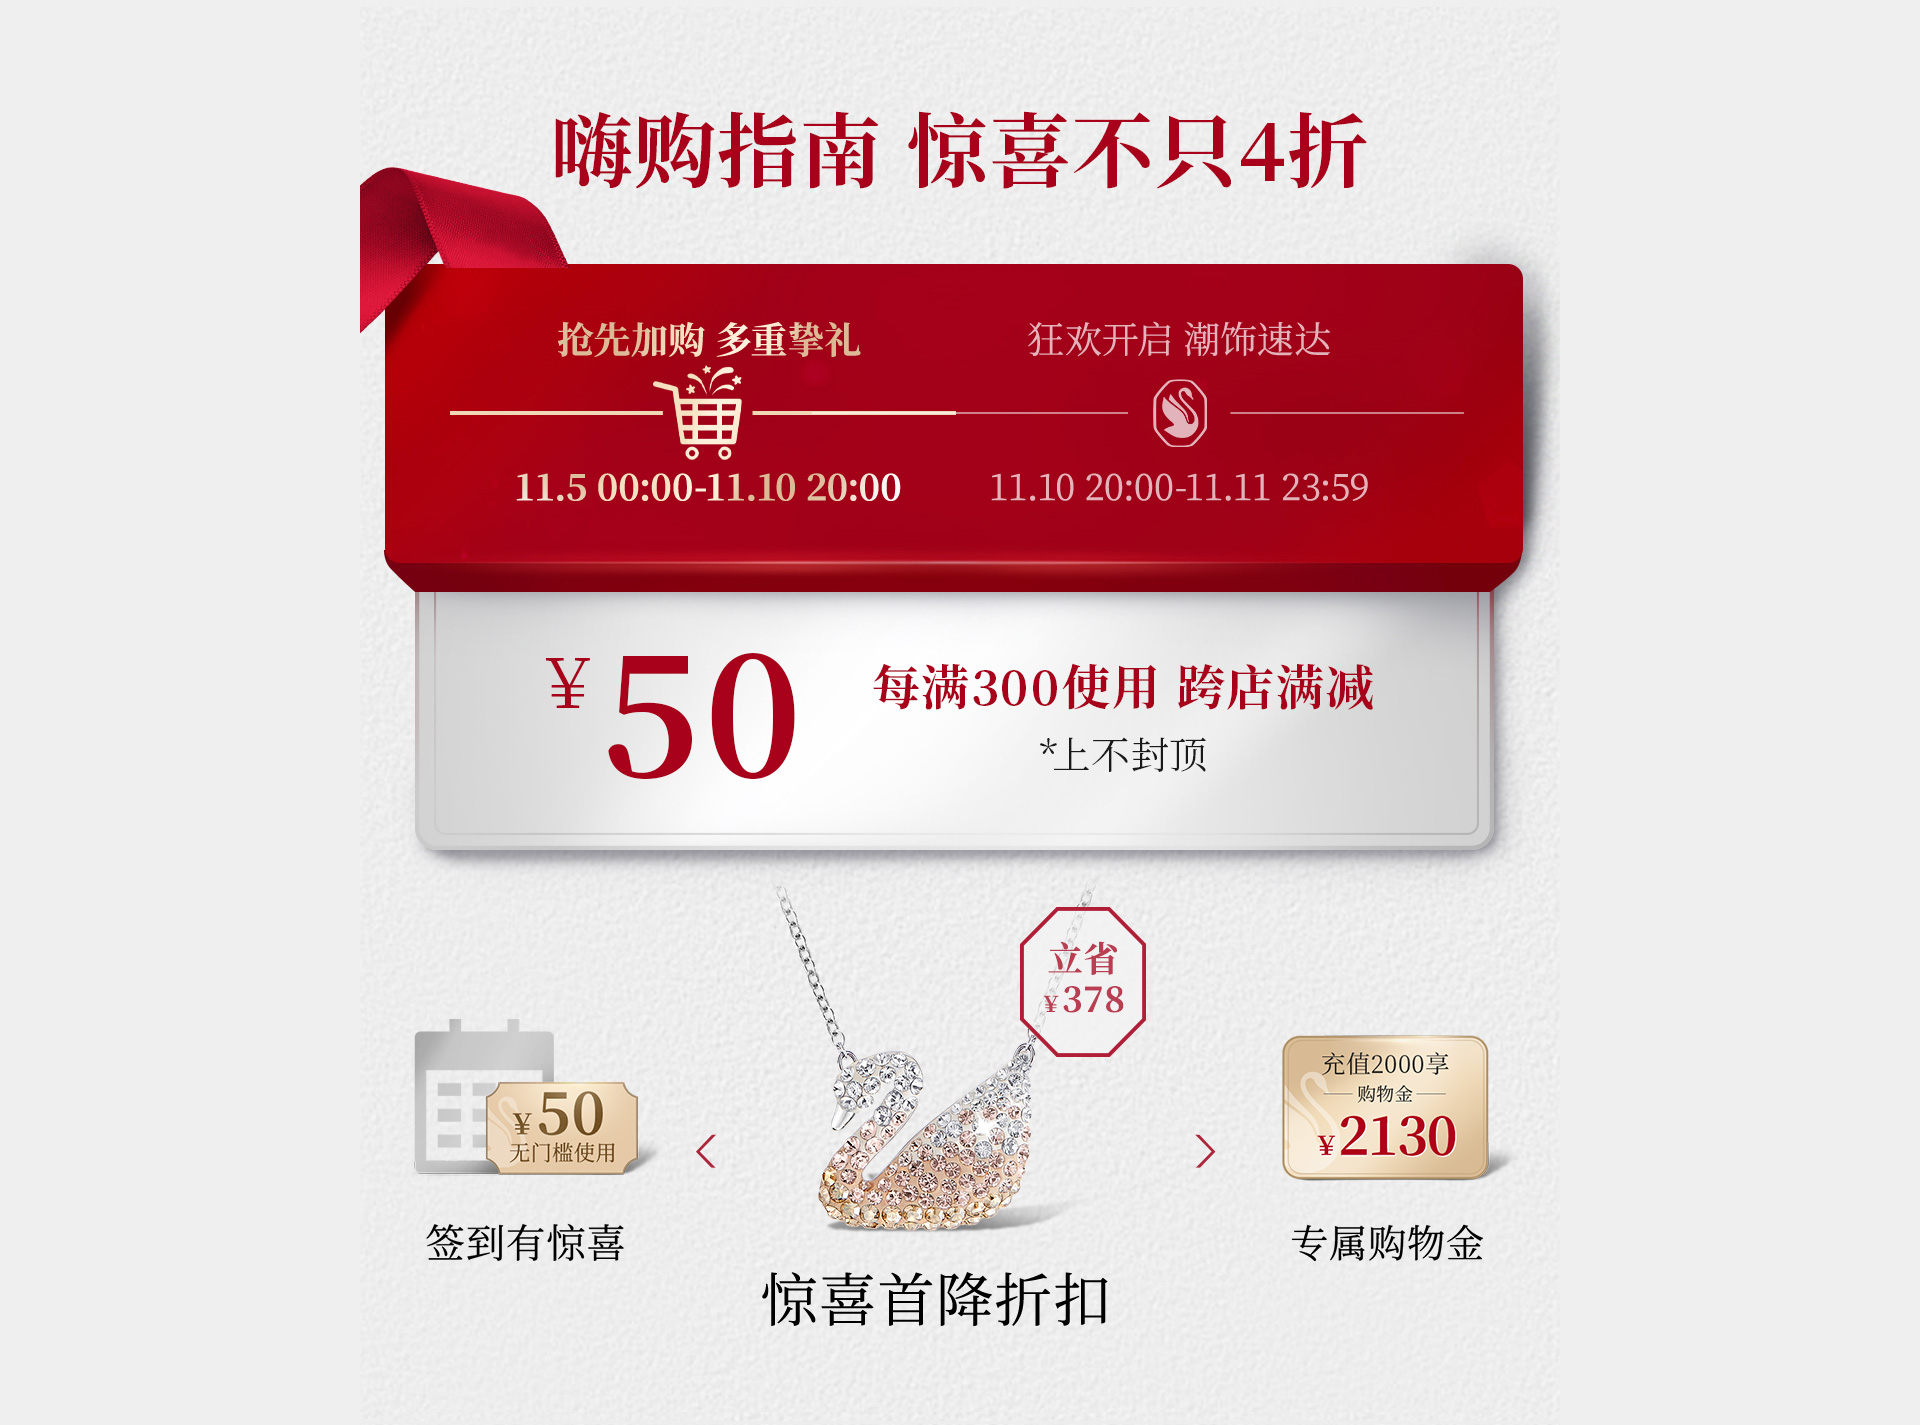 嗨购指南 惊喜不只4折
抢先加购 多重挚礼
狂欢开启 潮饰速达
11.5 00:00-11.10 20:00
11.10 20:00-11.11 23:59
¥50
每满300使用 跨店满减
*上不封顶
立省
¥378
¥50
无门槛使用
充值2000享
购物金
¥2130
签到有惊喜
惊喜首降折扣
专属购物金